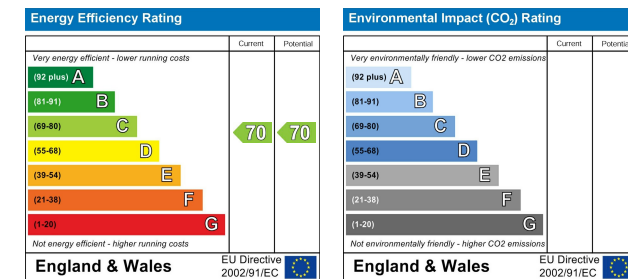 Energy Efficiency Rating
Current Potential
Very energy efficient - lower running costs
(92 plus) A
(81-91) B
(69-80) C
(55-68) D
(39-54) E
(21-38) F
(1-20) G
70 70
Not energy efficient - higher running costs
England & Wales
EU Directive
2002/91/EC
Environmental Impact (CO₂) Rating
Current Potentia
Very environmentally friendly - lower CO2 emissions
(92 plus) A
(81-91) B
(69-80) C
(55-68) D
(39-54) E
(21-38) F
(1-20) G
Not environmentally friendly - higher CO2 emissions
England & Wales
EU Directive
2002/91/EC